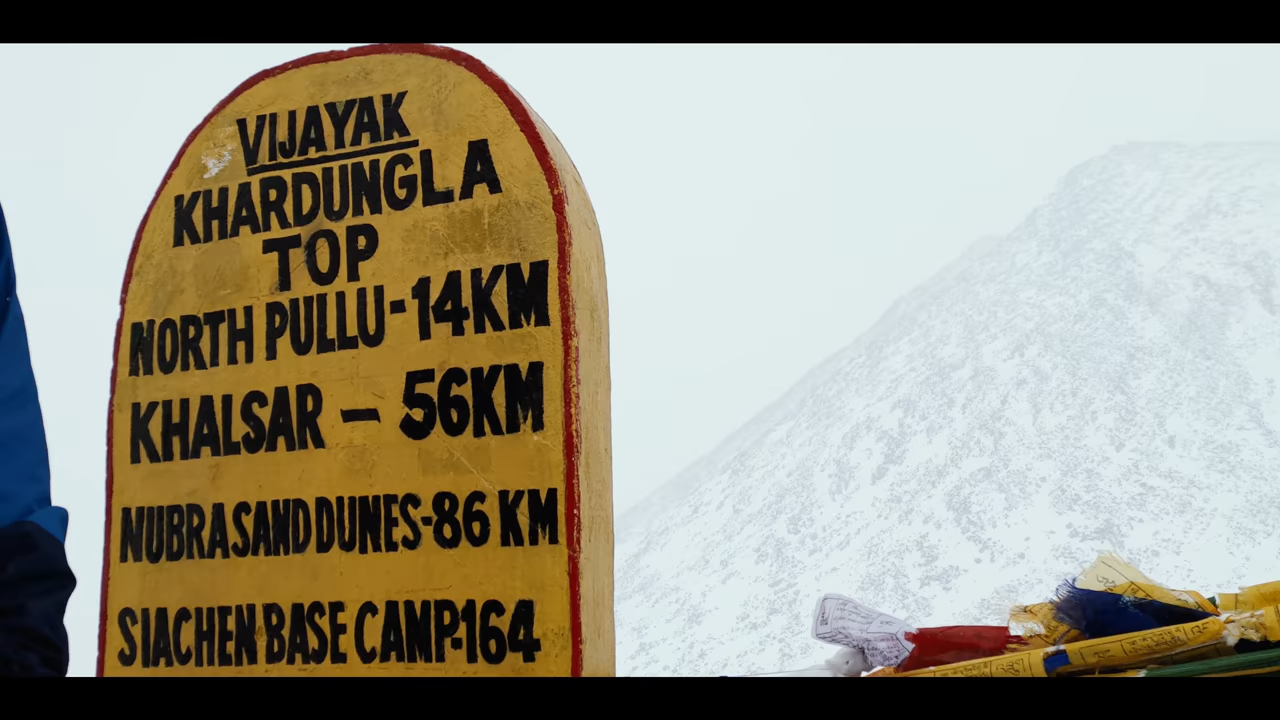 VIJAYAK
KHARDUNGLA
TOP
NORTH PULLU-14KM
KHALSAR - 56KM
NUBRA SAND DUNES-86 KM
SIACHEN BASE CAMP-164